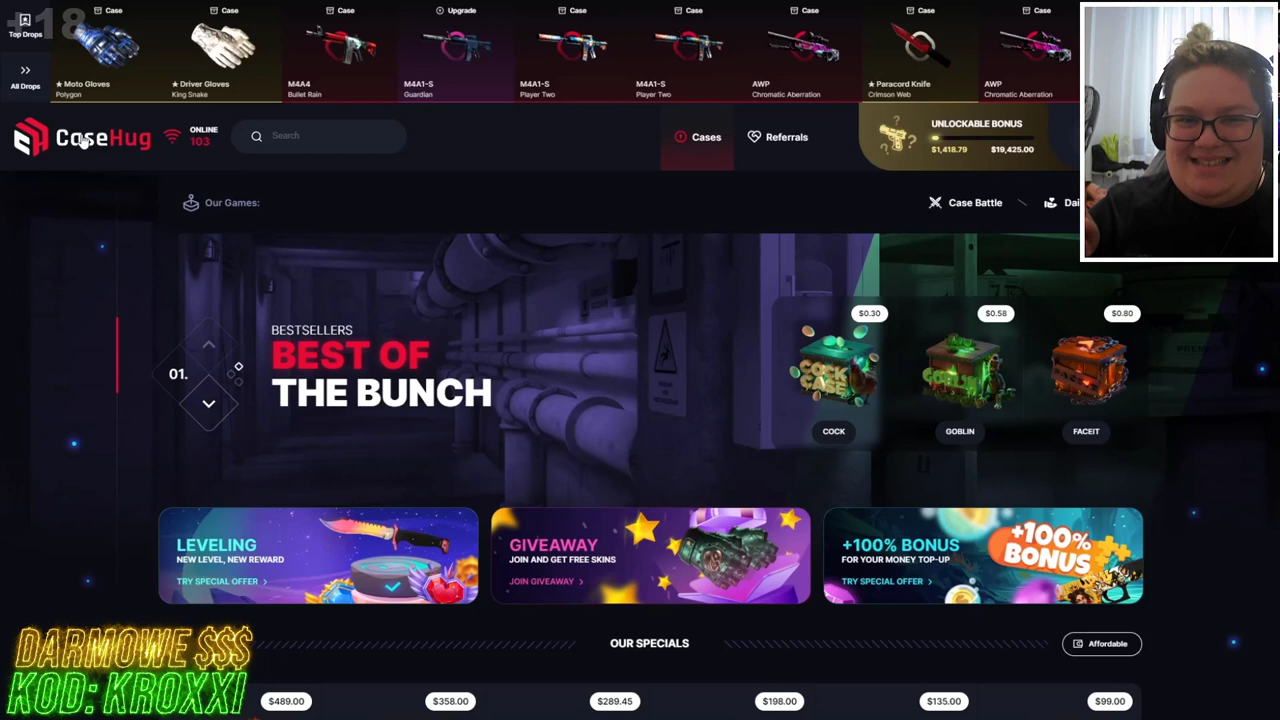 +18
Top Drops
All Drops
Case
★ Moto Gloves
Polygon
Case
★ Driver Gloves
King Snake
Case
M4A4
Bullet Rain
Upgrade
M4A1-S
Guardian
Case
M4A1-S
Player Two
Case
M4A1-S
Player Two
Case
AWP
Chromatic Aberration
Case
★ Paracord Knife
Crimson Web
Case
AWP
Chromatic Aberration
CaseHug
ONLINE
103
Search
Cases
Referrals
UNLOCKABLE BONUS
$1,418.79
$19,425.00
Our Games:
Case Battle
Dai
01.
BESTSELLERS
BEST OF
THE BUNCH
$0.30
COCK CASE
COCK
$0.58
GOBLIN
GOBLIN
$0.80
FACEIT
LEVELING
NEW LEVEL, NEW REWARD
TRY SPECIAL OFFER
GIVEAWAY
JOIN AND GET FREE SKINS
JOIN GIVEAWAY
+100% BONUS
FOR YOUR MONEY TOP-UP
TRY SPECIAL OFFER
+100%
BONUS
OUR SPECIALS
Affordable
DARMOWE $$$
KOD: KROXXI
$489.00
$358.00
$289.45
$198.00
$135.00
$99.00